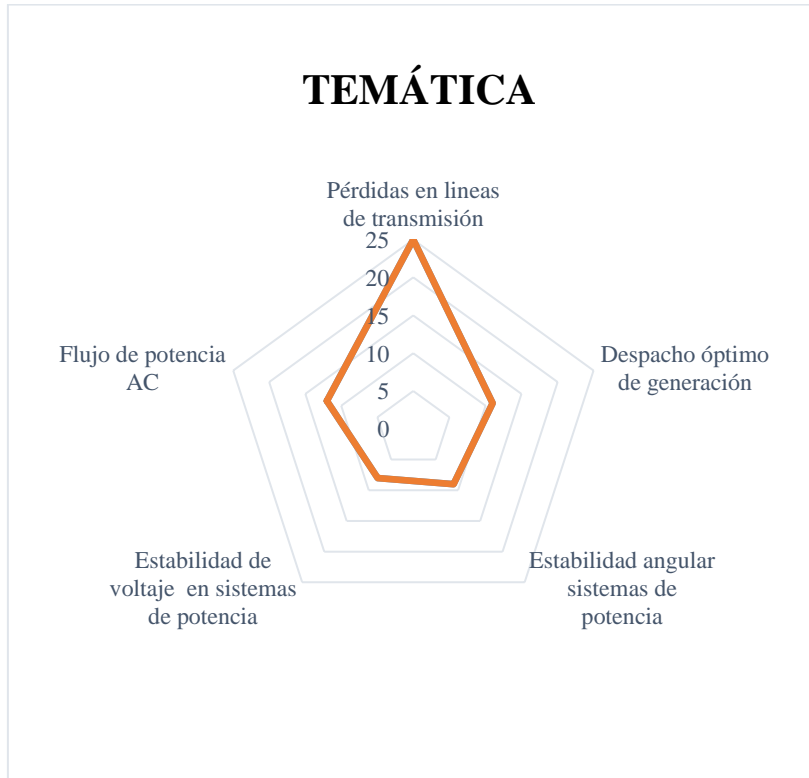 TEMÁTICA
Pérdidas en lineas
de transmisión
25
20
15
10
5
0
Despacho óptimo
de generación
Estabilidad angular
sistemas de
potencia
Estabilidad de
voltaje en sistemas
de potencia
Flujo de potencia
AC